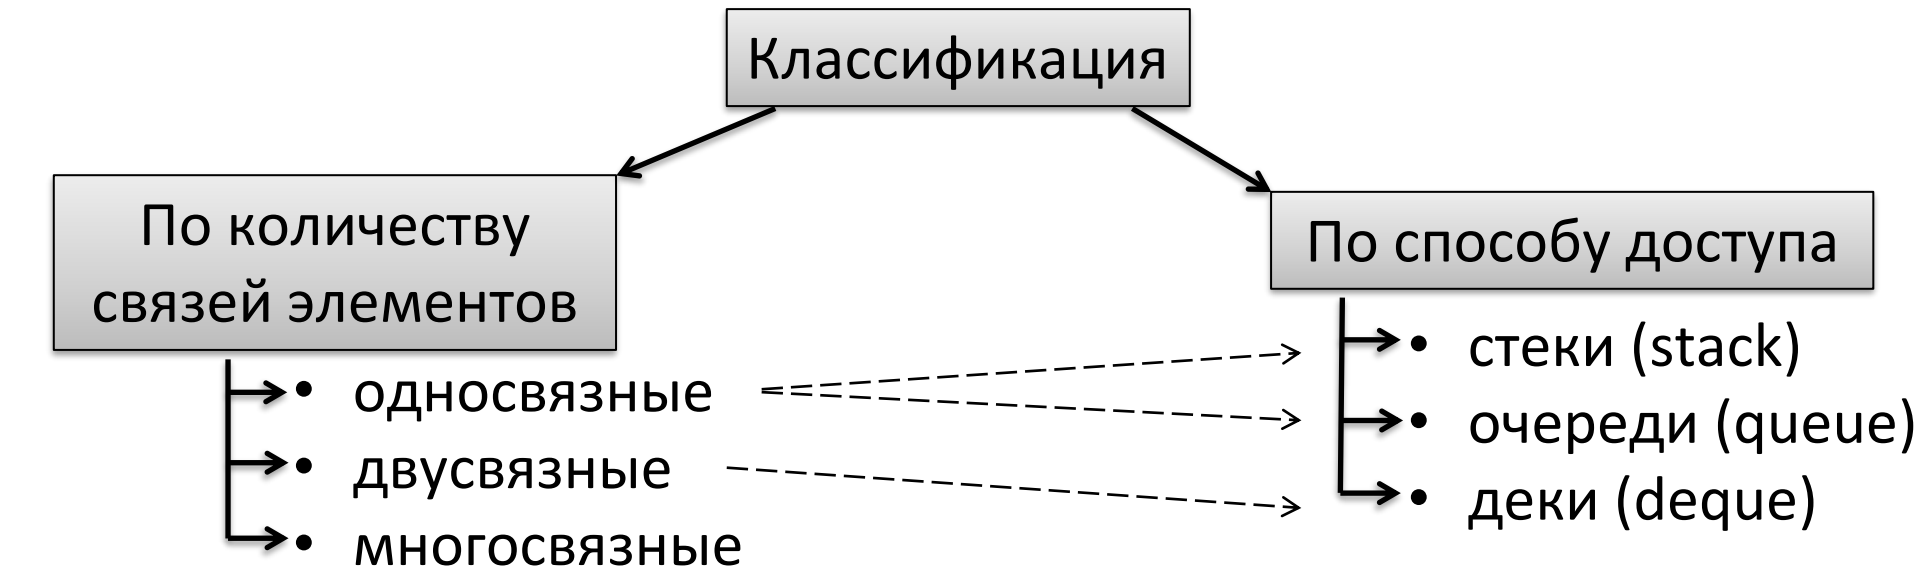 Классификация
По количеству
связей элементов
• односвязные
• двусвязные
• многосвязные
По способу доступа
• стеки (stack)
• очереди (queue)
• деки (deque)